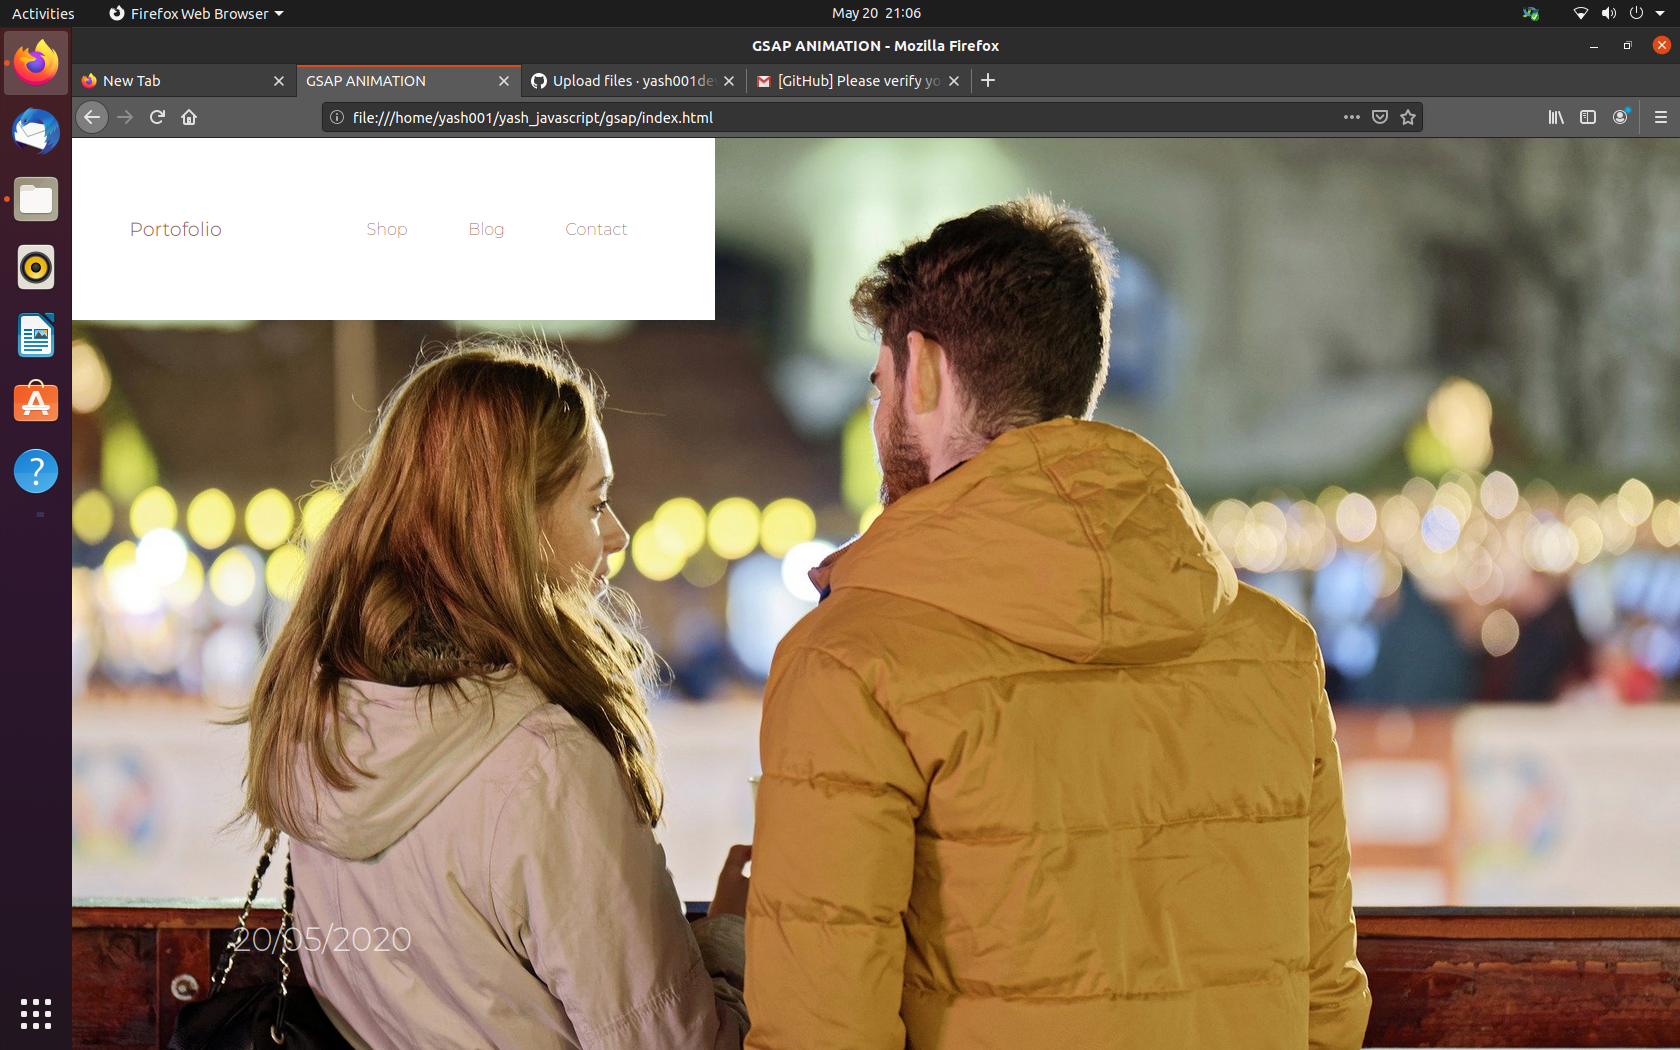 Activities Firefox Web Browser May 20 21:06
GSAP ANIMATION - Mozilla Firefox
New Tab GSAP ANIMATION Upload files · yash001de [GitHub] Please verify yo
file:///home/yash001/yash_javascript/gsap/index.html
Portofolio Shop Blog Contact
20/05/2020